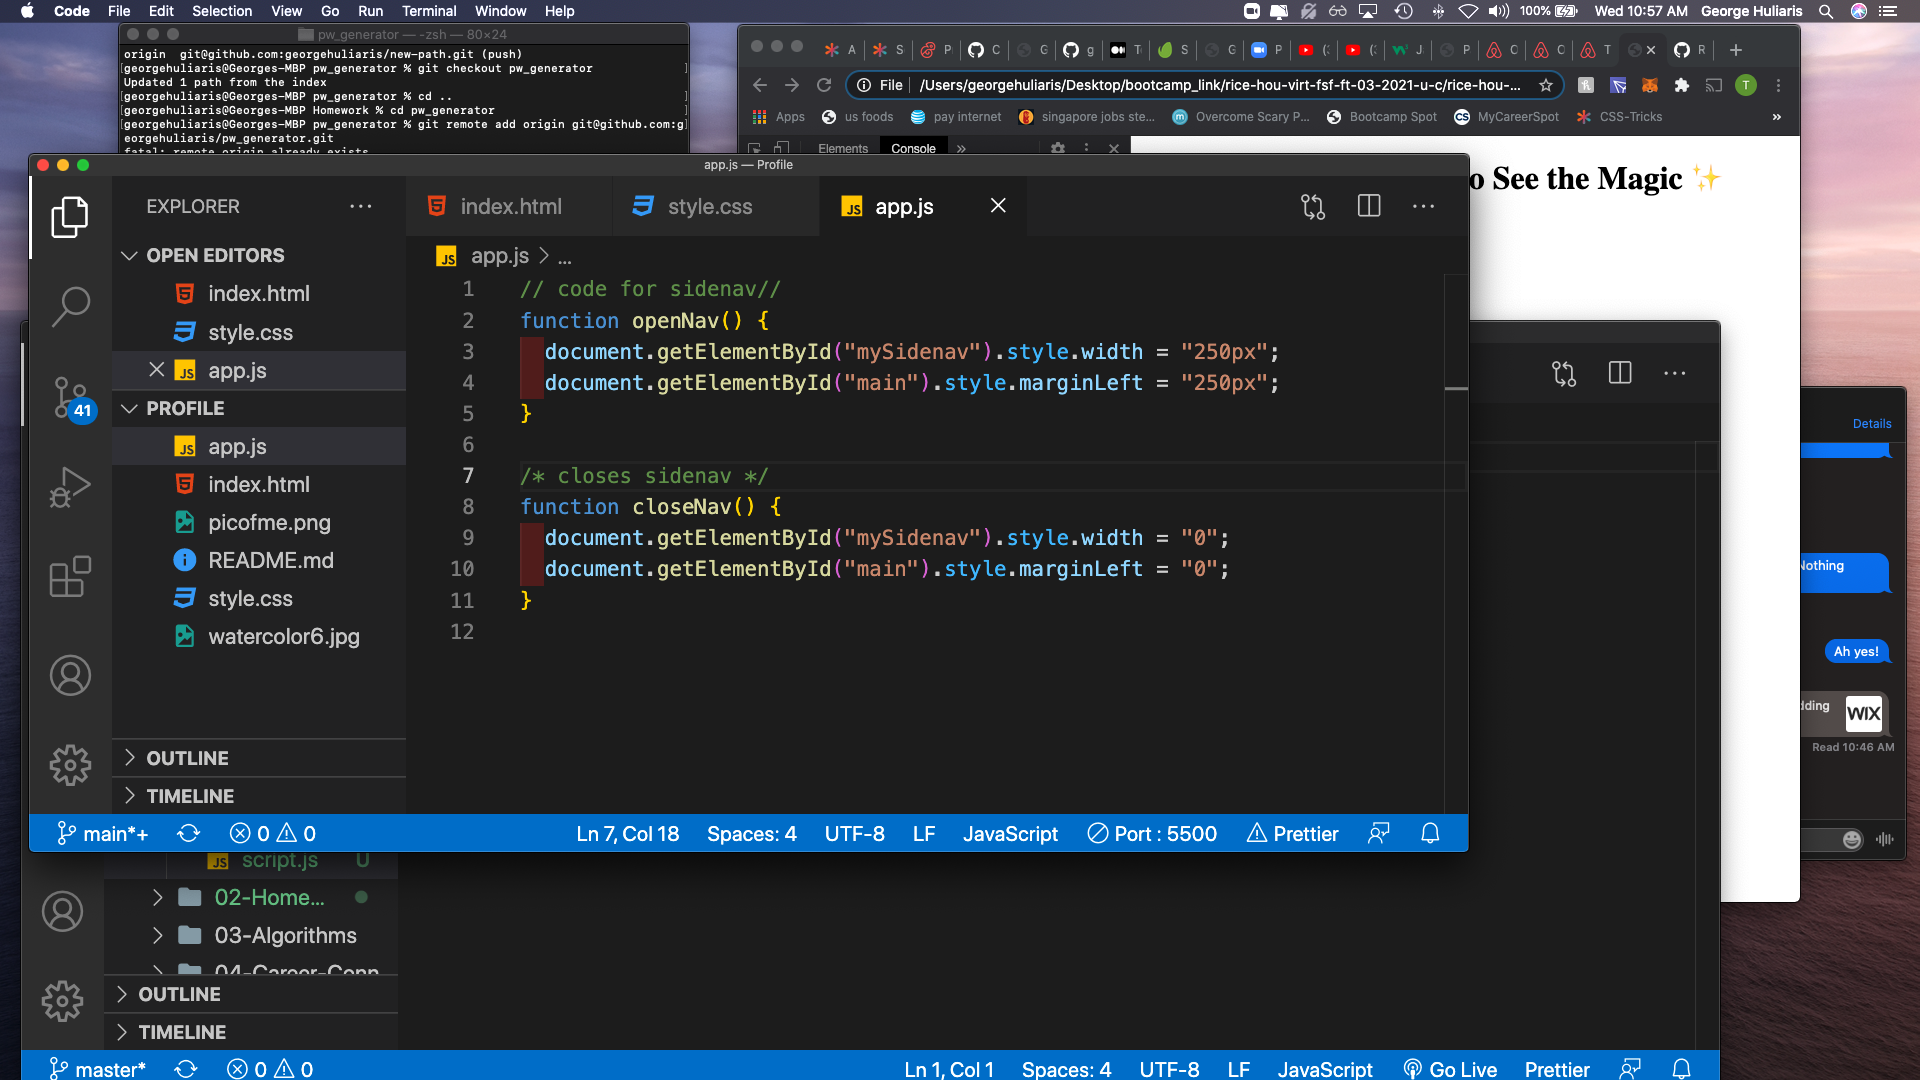 Code File Edit Selection View Go Run Terminal Window Help
100% Wed 10:57 AM George Huliaris
pw_generator — -zsh — 80×24
origin git@github.com:georgehuliaris/new-path.git (push)
[georgehuliaris@Georges-MBP pw_generator % git checkout pw_generator ]
Updated 1 path from the index
[georgehuliaris@Georges-MBP pw_generator % cd .. ]
[georgehuliaris@Georges-MBP Homework % cd pw_generator ]
[georgehuliaris@Georges-MBP pw_generator % git remote add origin git@github.com:g]
eorgehuliaris/pw_generator.git
fatal: remote origin already exists.
A S P C G g T S G P ( ( J P C C T R
File /Users/georgehuliaris/Desktop/bootcamp_link/rice-hou-virt-fsf-ft-03-2021-u-c/rice-hou-... T
Apps us foods pay internet singapore jobs ste... Overcome Scary P... Bootcamp Spot CS MyCareerSpot CSS-Tricks »
Elements Console »
o See the Magic ✨
app.js — Profile
EXPLORER ...
OPEN EDITORS
index.html
style.css
app.js
PROFILE
app.js
index.html
picofme.png
README.md
style.css
watercolor6.jpg
OUTLINE
TIMELINE
41
index.html style.css JS app.js
JS app.js > ...
1 // code for sidenav//
2 function openNav() {
3 document.getElementById("mySidenav").style.width = "250px";
4 document.getElementById("main").style.marginLeft = "250px";
5 }
6
7 /* closes sidenav */
8 function closeNav() {
9 document.getElementById("mySidenav").style.width = "0";
10 document.getElementById("main").style.marginLeft = "0";
11 }
12
main*+ 0 0 Ln 7, Col 18 Spaces: 4 UTF-8 LF JavaScript Port : 5500 Prettier
Details
Nothing
Ah yes!
dding
WIX
Read 10:46 AM
JS script.js U
02-Home...
03-Algorithms
04-Career-Conn
OUTLINE
TIMELINE
master* 0 0 Ln 1, Col 1 Spaces: 4 UTF-8 LF JavaScript Go Live Prettier